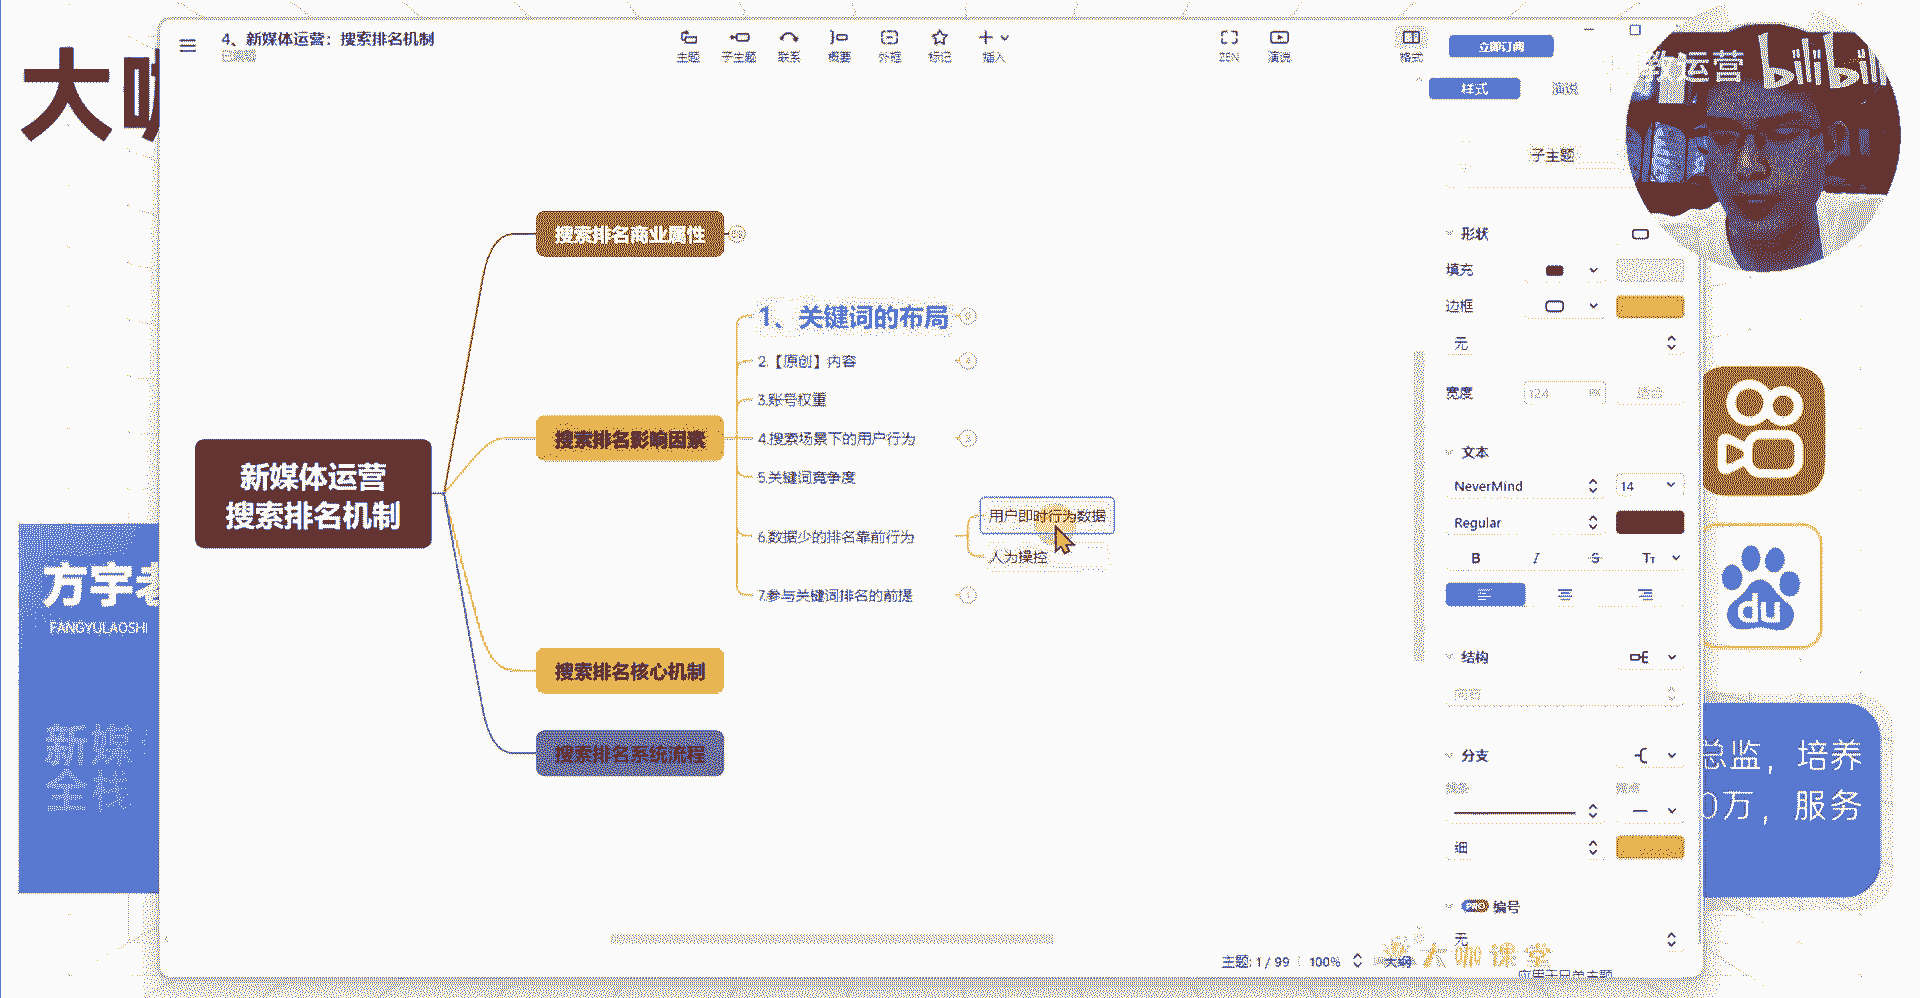 4、新媒体运营：搜索排名机制
已编辑
主题
子主题
联系
概要
外框
标记
插入
ZEN
演说
格式
立即订阅
教运营
bilibili
大咖
样式
演说
子主题
搜索排名商业属性
形状
填充
边框
无
宽度
124
PX
适合
1、关键词的布局
2.【原创】内容
3.账号权重
4.搜索场景下的用户行为
5.关键词竞争度
6.数据少的排名靠前行为
7.参与关键词排名的前提
搜索排名影响因素
用户即时行为数据
人为操控
新媒体运营
搜索排名机制
搜索排名核心机制
搜索排名系统流程
文本
NeverMind
14
Regular
B
I
S
Tт
结构
分支
细
PRO 编号
无
du
方宇老
FANGYULAOSHI
新媒
全栈
总监，培养
0万，服务
主题: 1 / 99
100%
大纲
大咖课堂
应用于兄弟主题